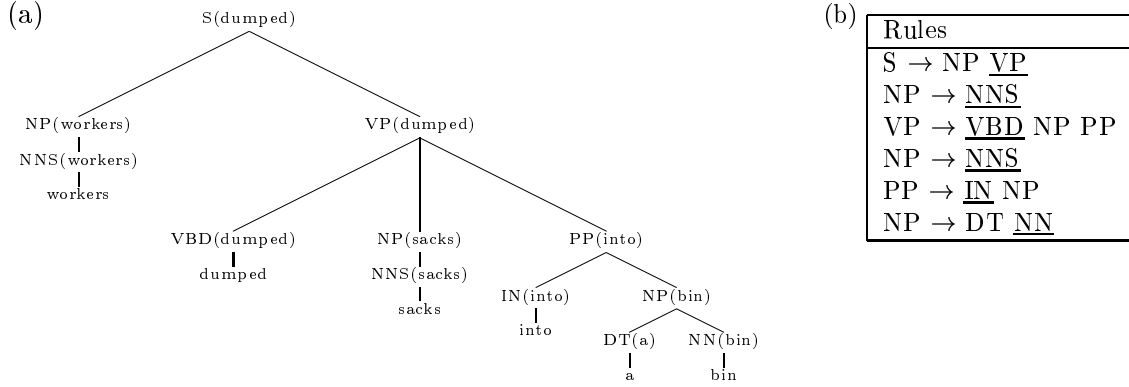 (a)
S(dumped)
NP(workers) VP(dumped)
NNS(workers)
workers
VBD(dumped) NP(sacks) PP(into)
dumped NNS(sacks)
sacks
IN(into) NP(bin)
into
DT(a) NN(bin)
a bin
(b)
Rules
S → NP VP
NP → NNS
VP → VBD NP PP
NP → NNS
PP → IN NP
NP → DT NN